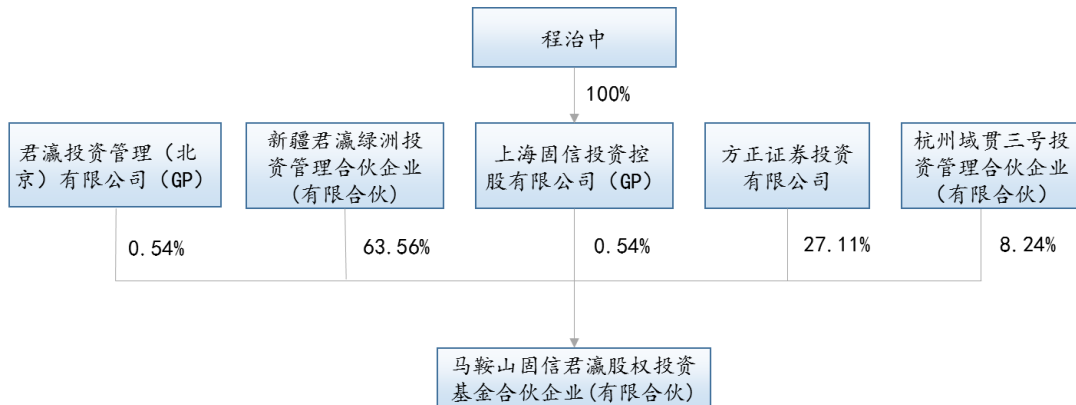 程治中
100%
君瀛投资管理（北
京）有限公司（GP）
新疆君瀛绿洲投
资管理合伙企业
(有限合伙)
上海固信投资控
股有限公司（GP）
方正证券投资
有限公司
杭州域贯三号投
资管理合伙企业
(有限合伙）
0.54%
63.56%
0.54%
27.11%
8.24%
马鞍山固信君瀛股权投资
基金合伙企业(有限合伙)